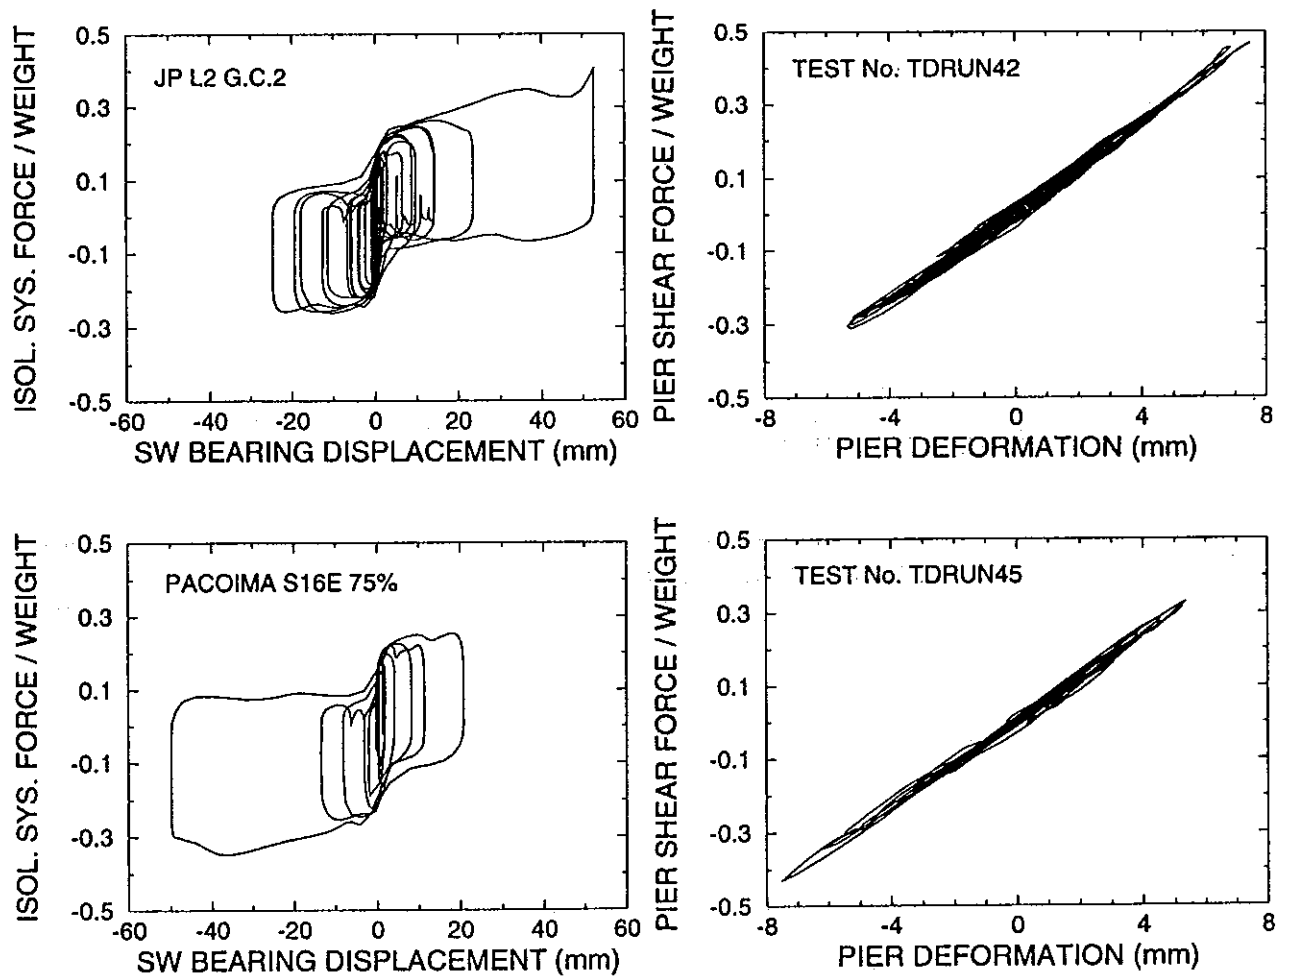 ISOL. SYS. FORCE / WEIGHT
0.5
0.3
0.1
-0.1
-0.3
-0.5
JP L2 G.C.2
-60 -40 -20 0 20 40 60
SW BEARING DISPLACEMENT (mm)
PIER SHEAR FORCE / WEIGHT
0.5
0.3
0.1
-0.1
-0.3
-0.5
TEST No. TDRUN42
-8 -4 0 4 8
PIER DEFORMATION (mm)
ISOL. SYS. FORCE / WEIGHT
0.5
0.3
0.1
-0.1
-0.3
-0.5
PACOIMA S16E 75%
-60 -40 -20 0 20 40 60
SW BEARING DISPLACEMENT (mm)
PIER SHEAR FORCE / WEIGHT
0.5
0.3
0.1
-0.1
-0.3
-0.5
TEST No. TDRUN45
-8 -4 0 4 8
PIER DEFORMATION (mm)